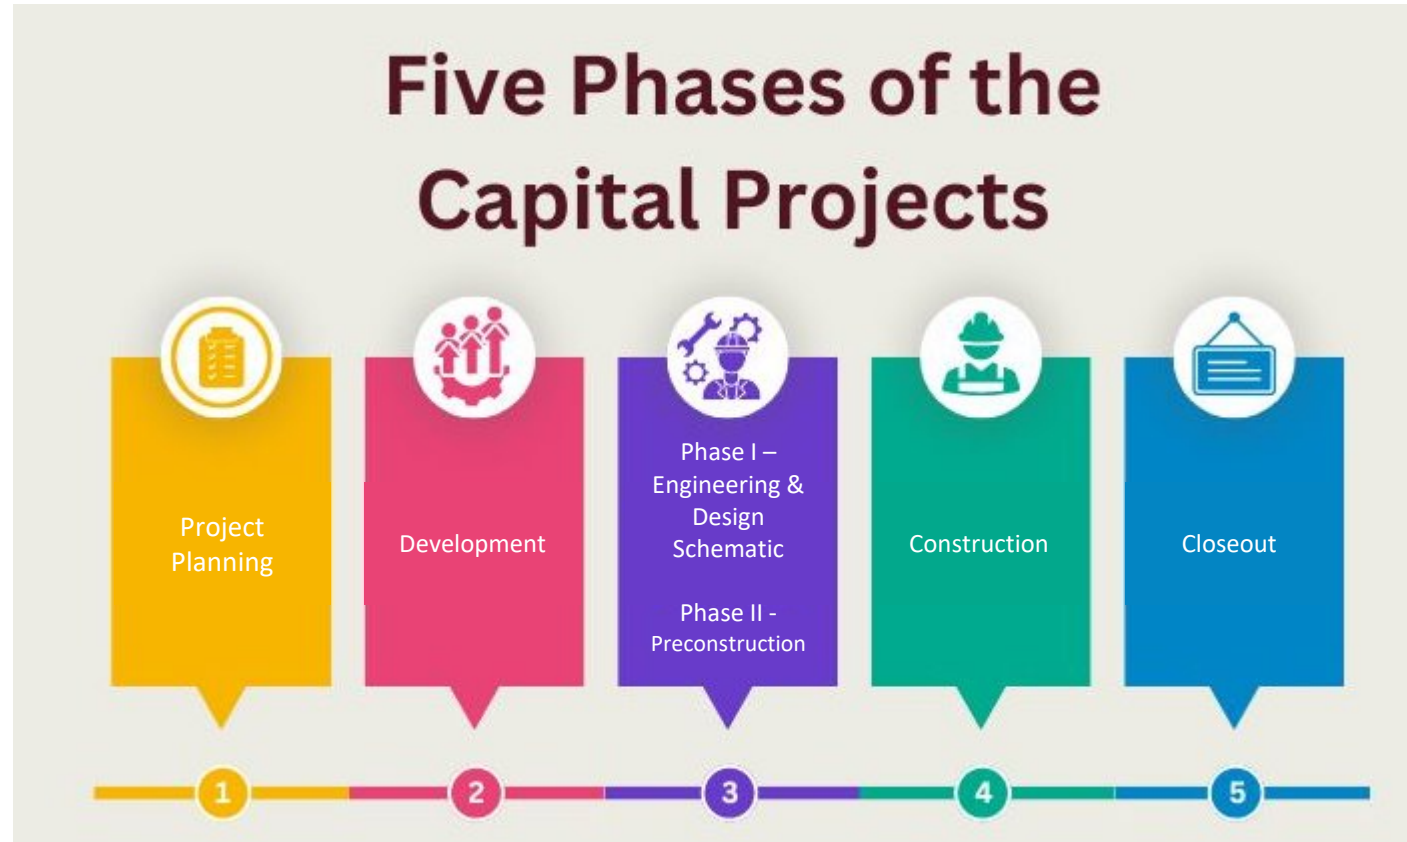 Five Phases of the
Capital Projects
Project
Planning
Development
Phase I –
Engineering &
Design
Schematic
Phase II -
Preconstruction
Construction
Closeout
1
2
3
4
5